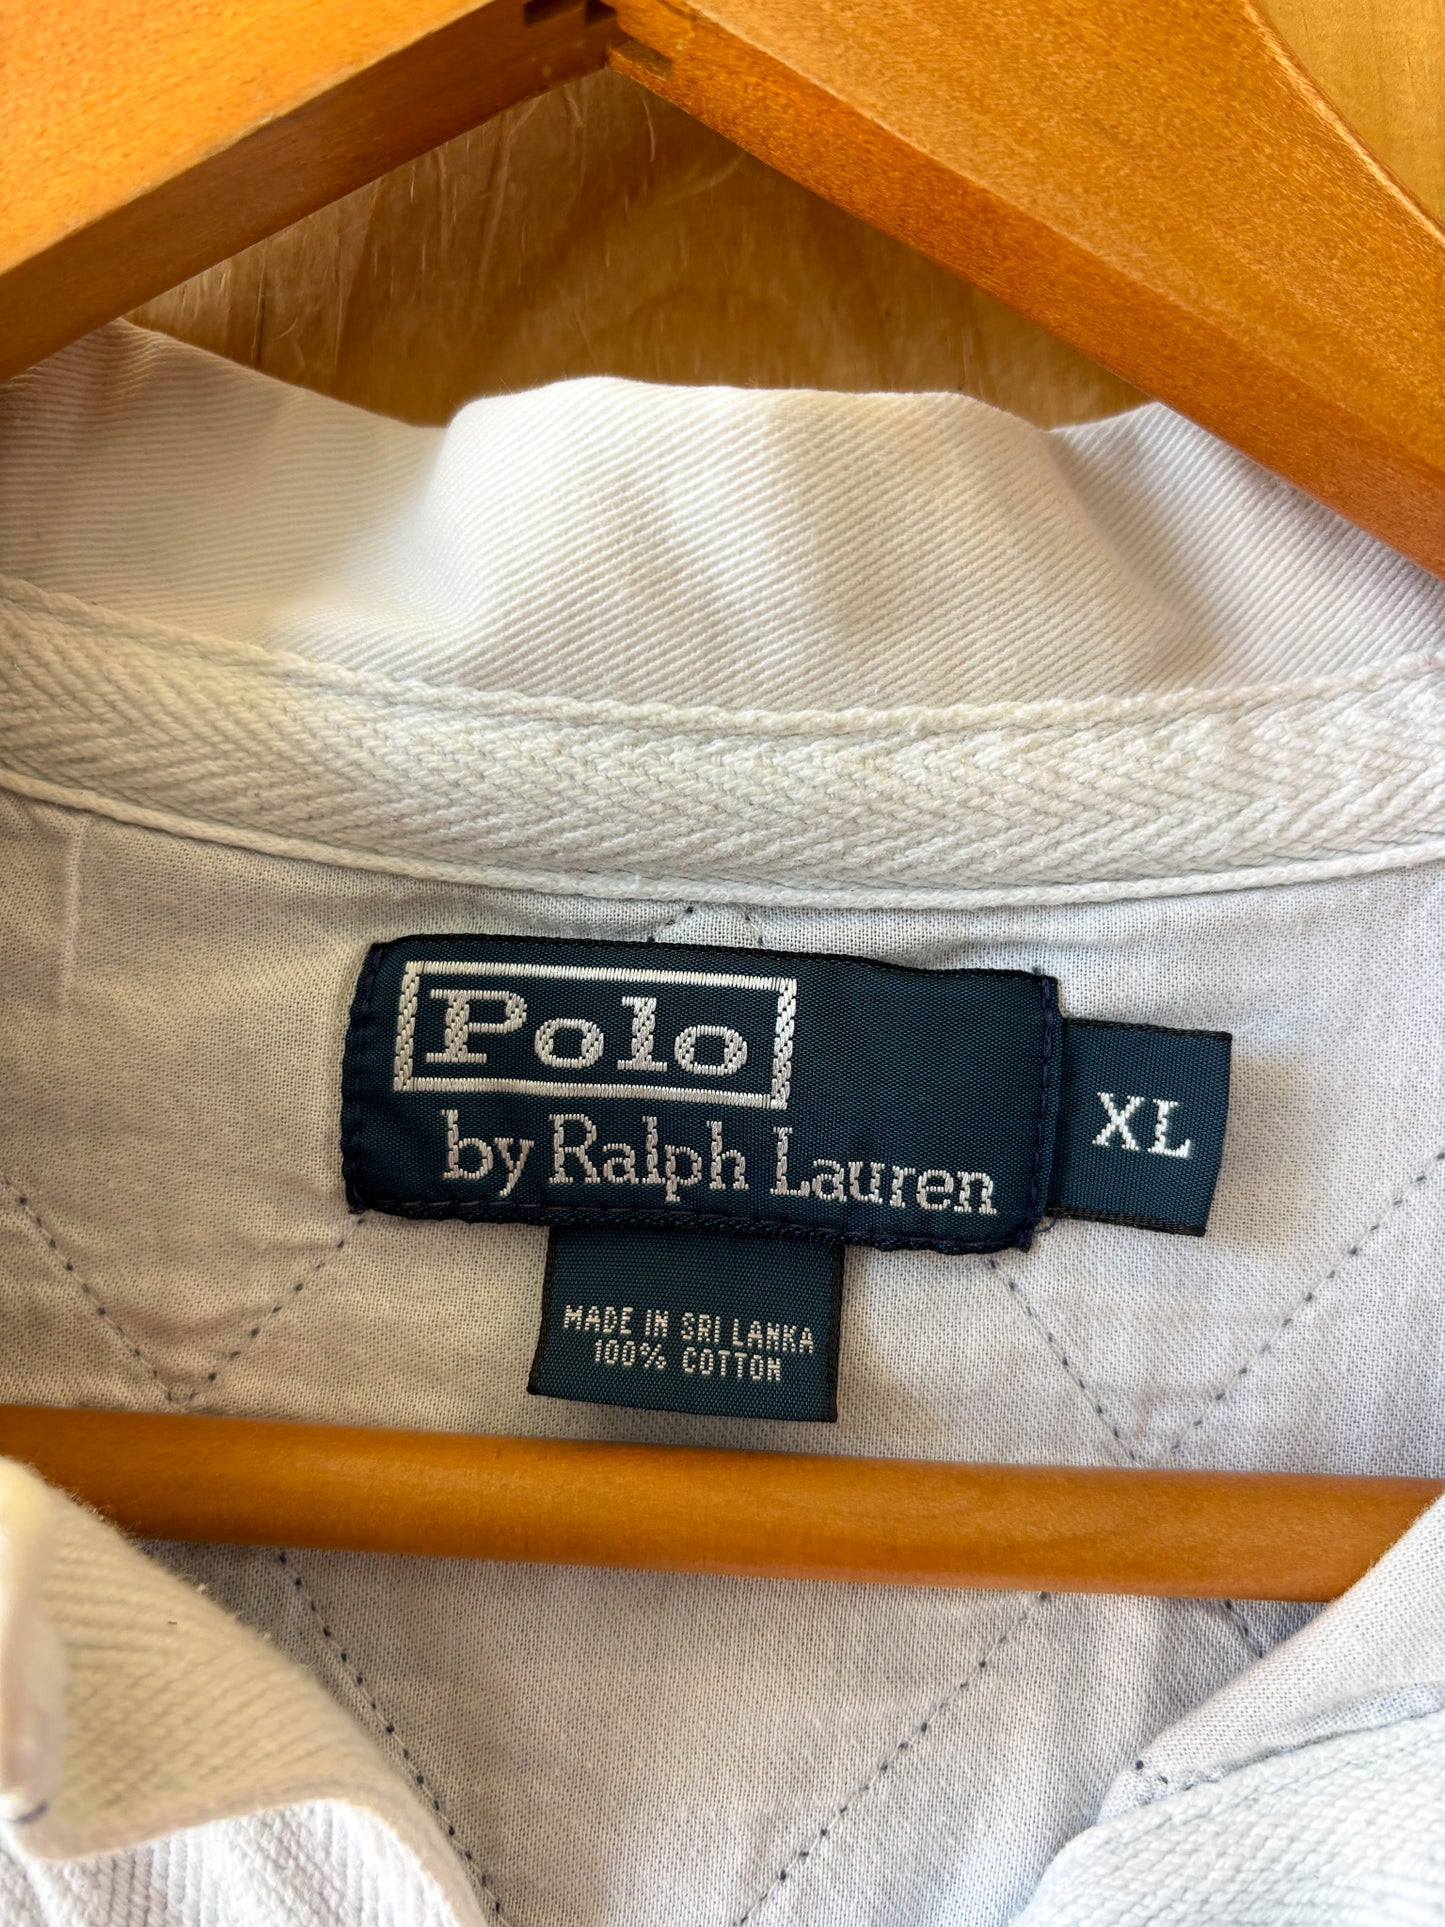 Polo
by Ralph Lauren
XL
MADE IN SRI LANKA
100% COTTON